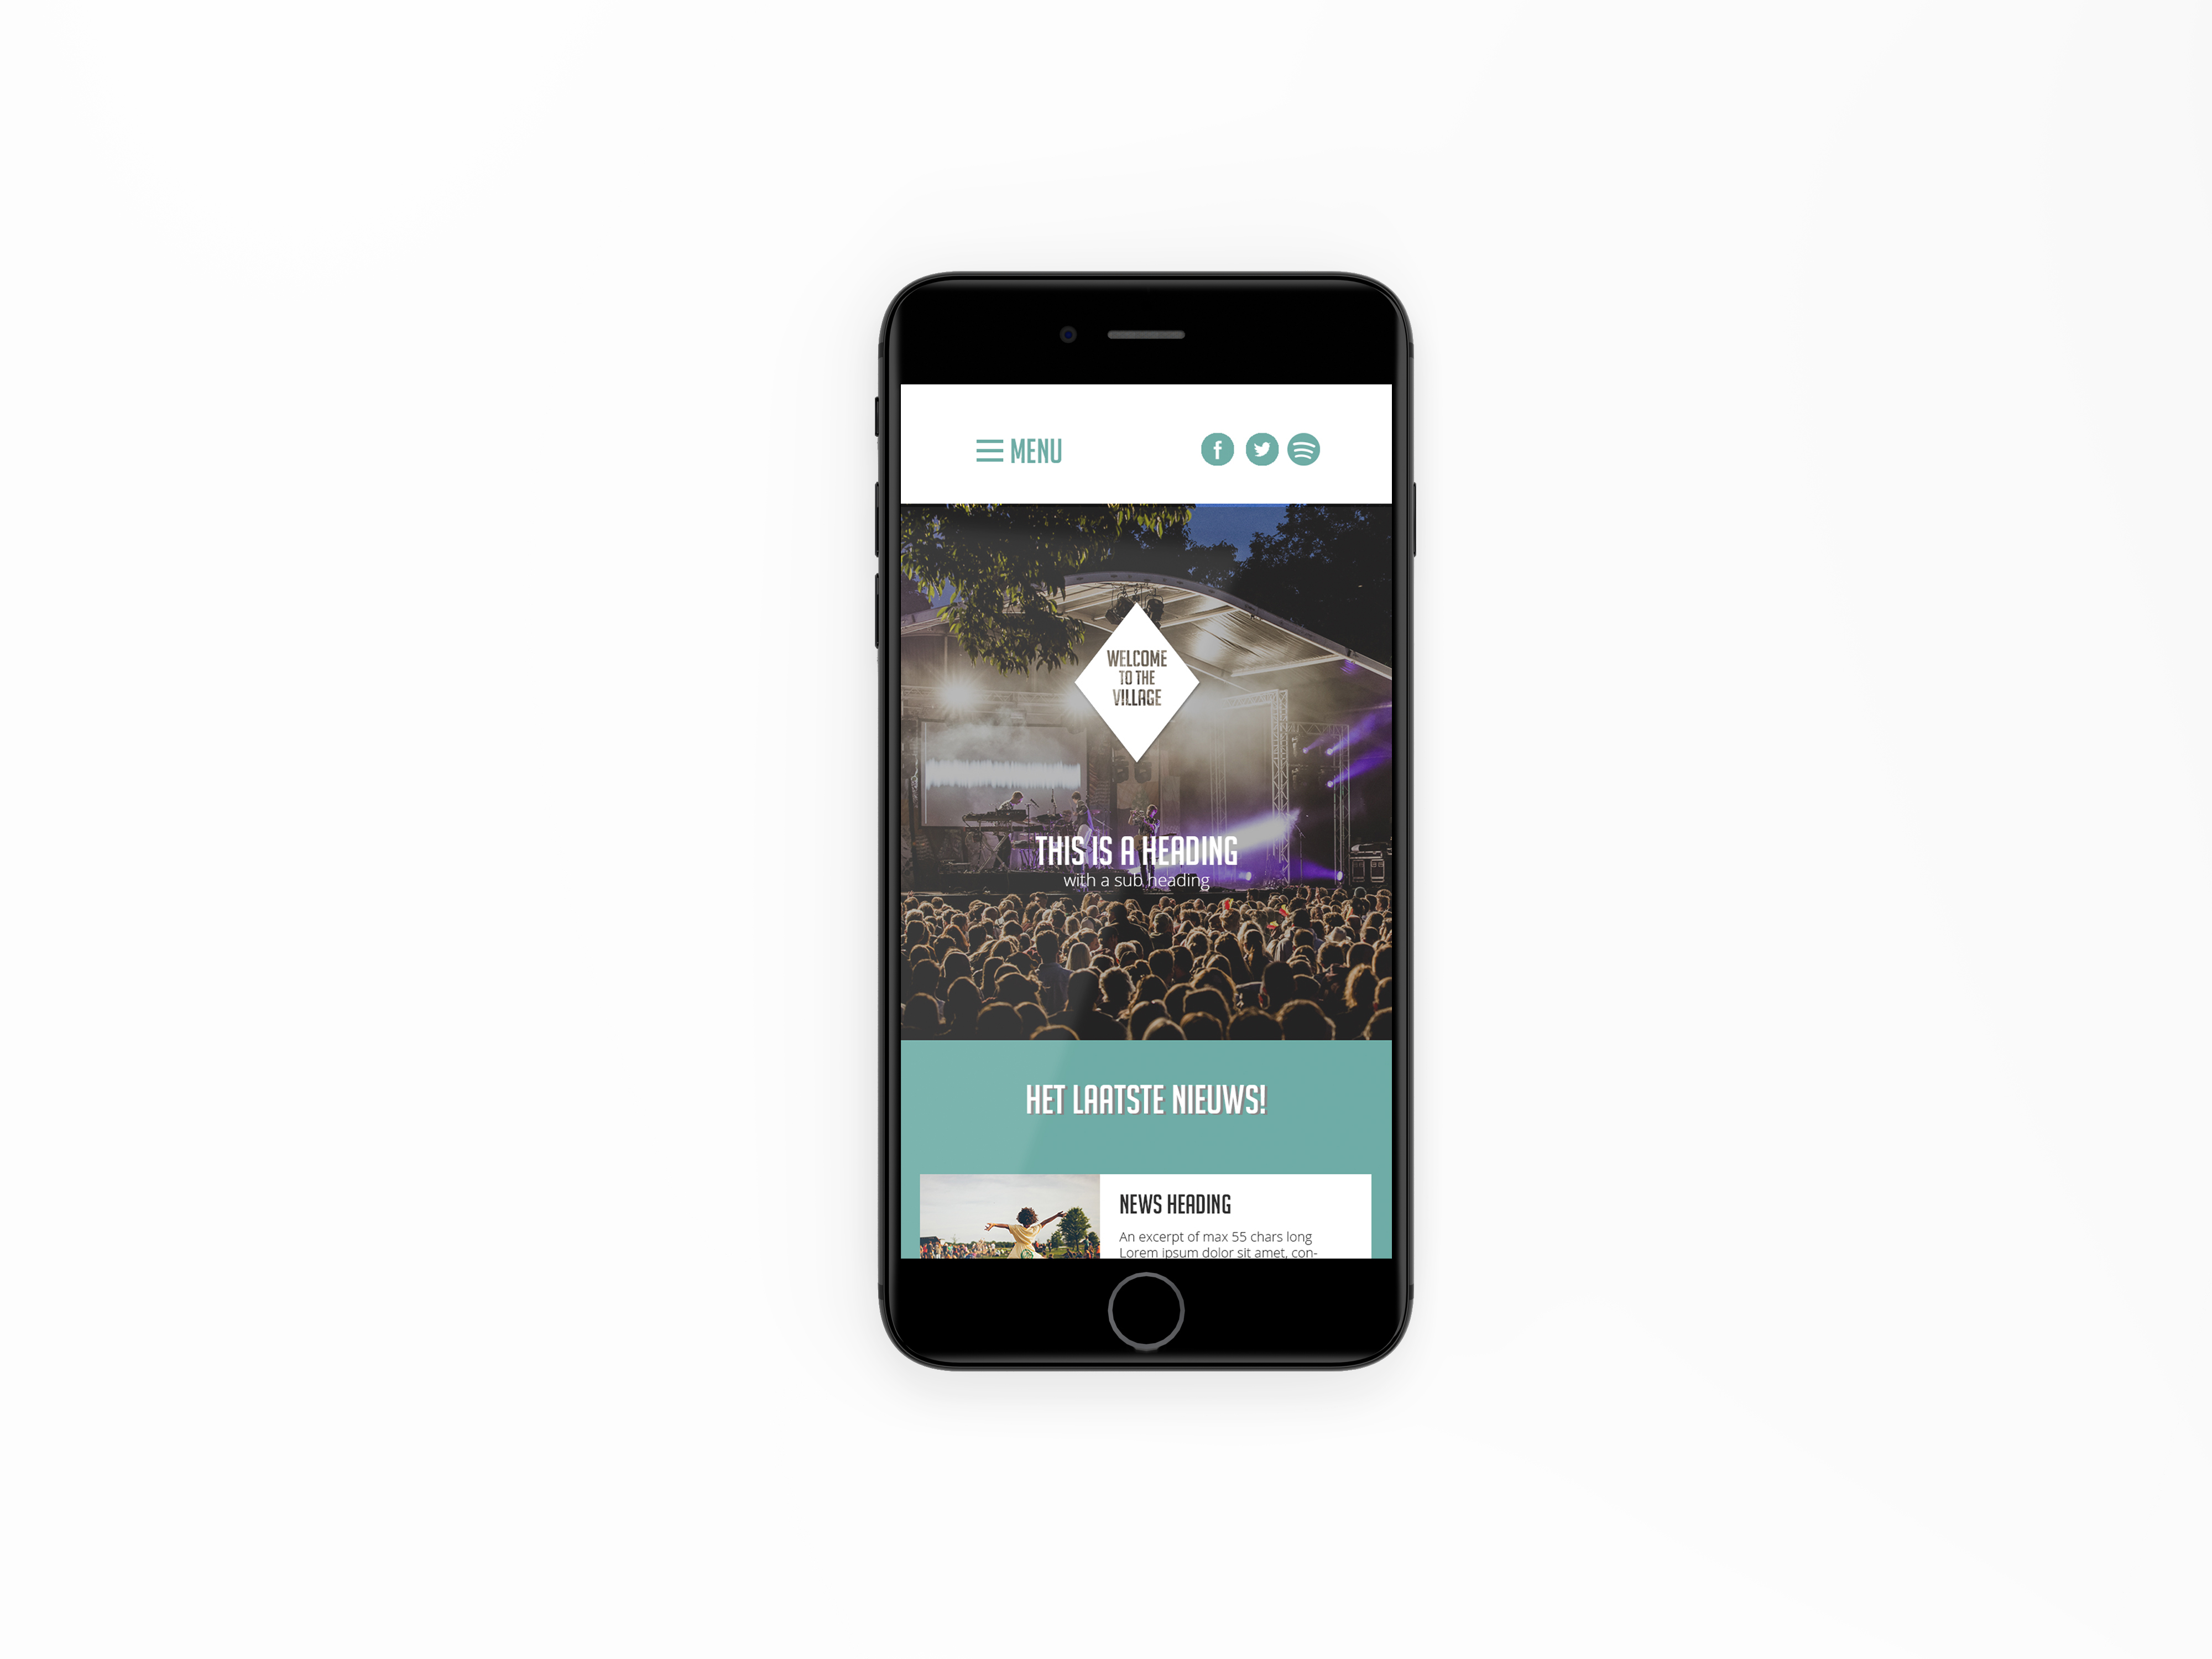 MENU
WELCOME
TO THE
VILLAGE
THIS IS A HEADING
with a sub heading
HET LAATSTE NIEUWS!
NEWS HEADING
An excerpt of max 55 chars long
Lorem ipsum dolor sit amet, con-